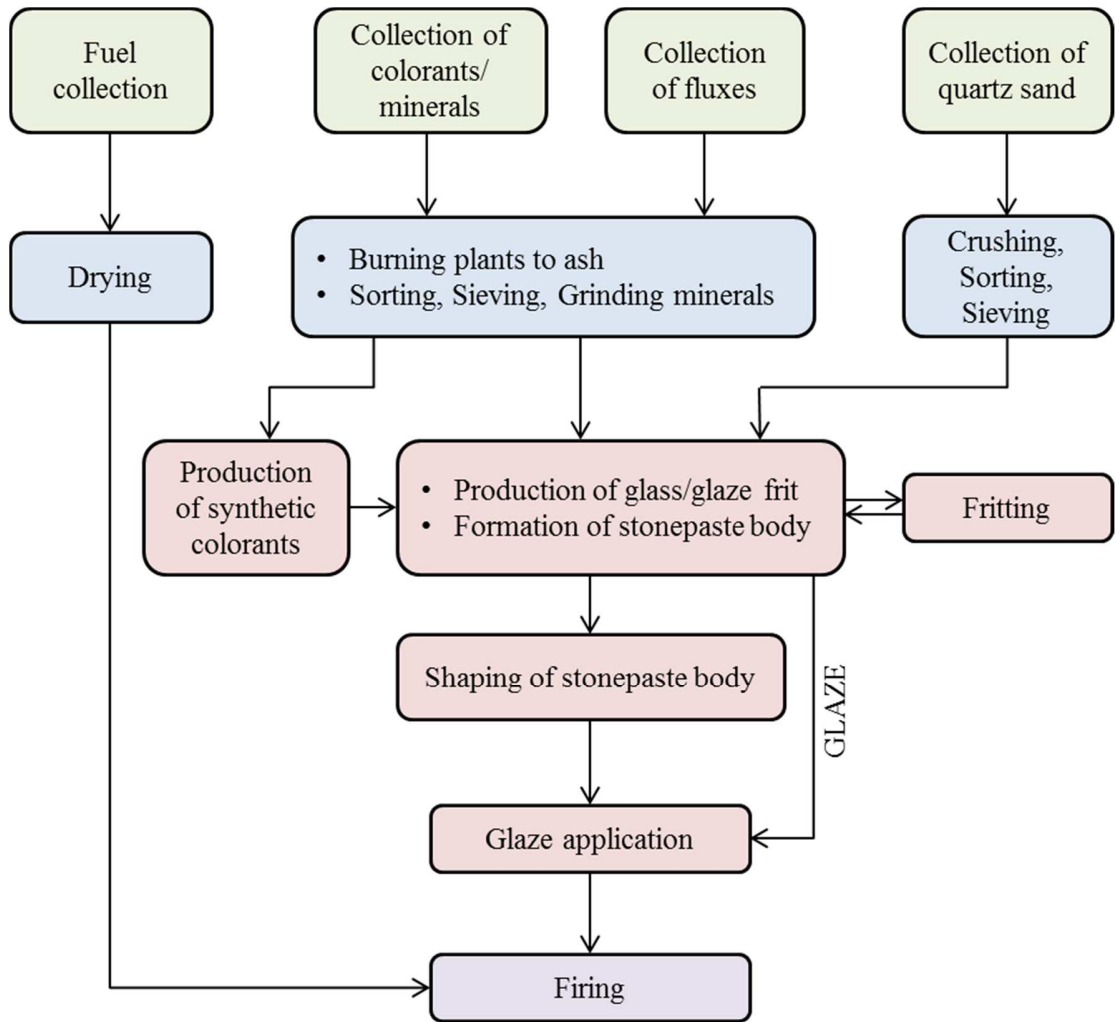 Fuel
collection
Collection of
colorants/
minerals
Collection
of fluxes
Collection of
quartz sand
Drying
• Burning plants to ash
• Sorting, Sieving, Grinding minerals
Crushing,
Sorting,
Sieving
Production
of synthetic
colorants
• Production of glass/glaze frit
• Formation of stonepaste body
Fritting
Shaping of stonepaste body
GLAZE
Glaze application
Firing